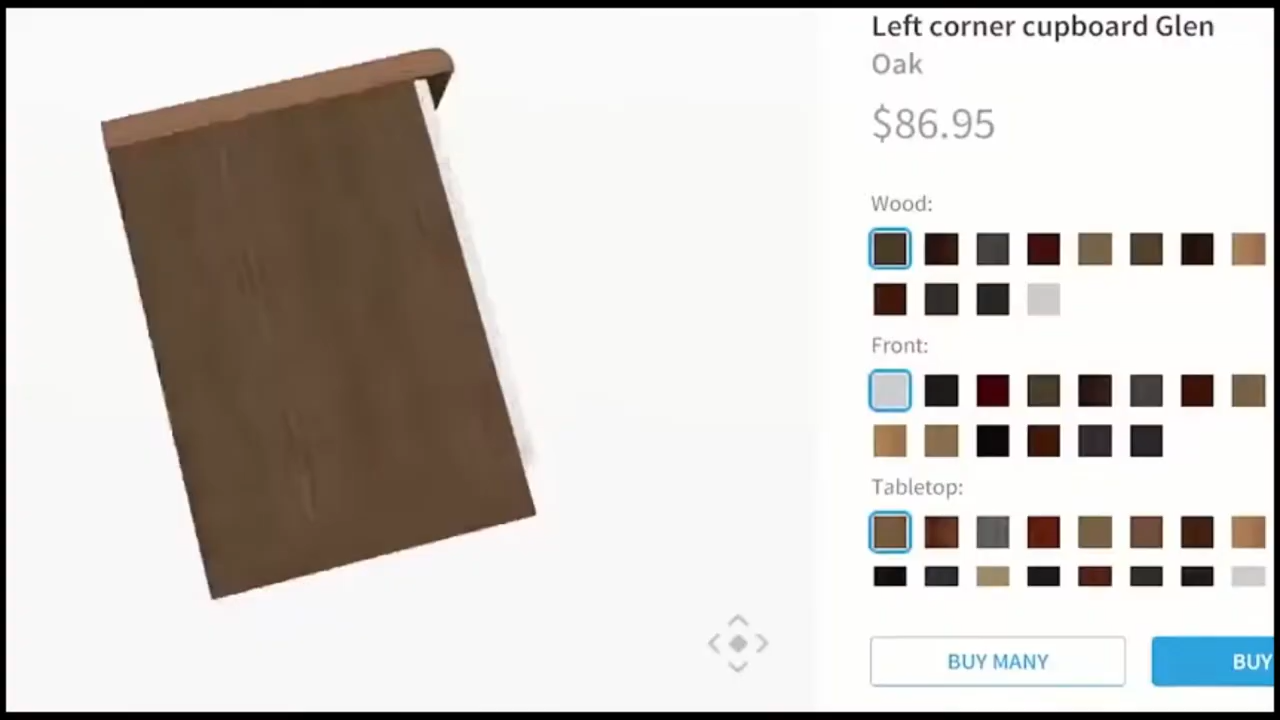 Left corner cupboard Glen
Oak
$86.95
Wood:
Front:
Tabletop:
BUY MANY
BUY